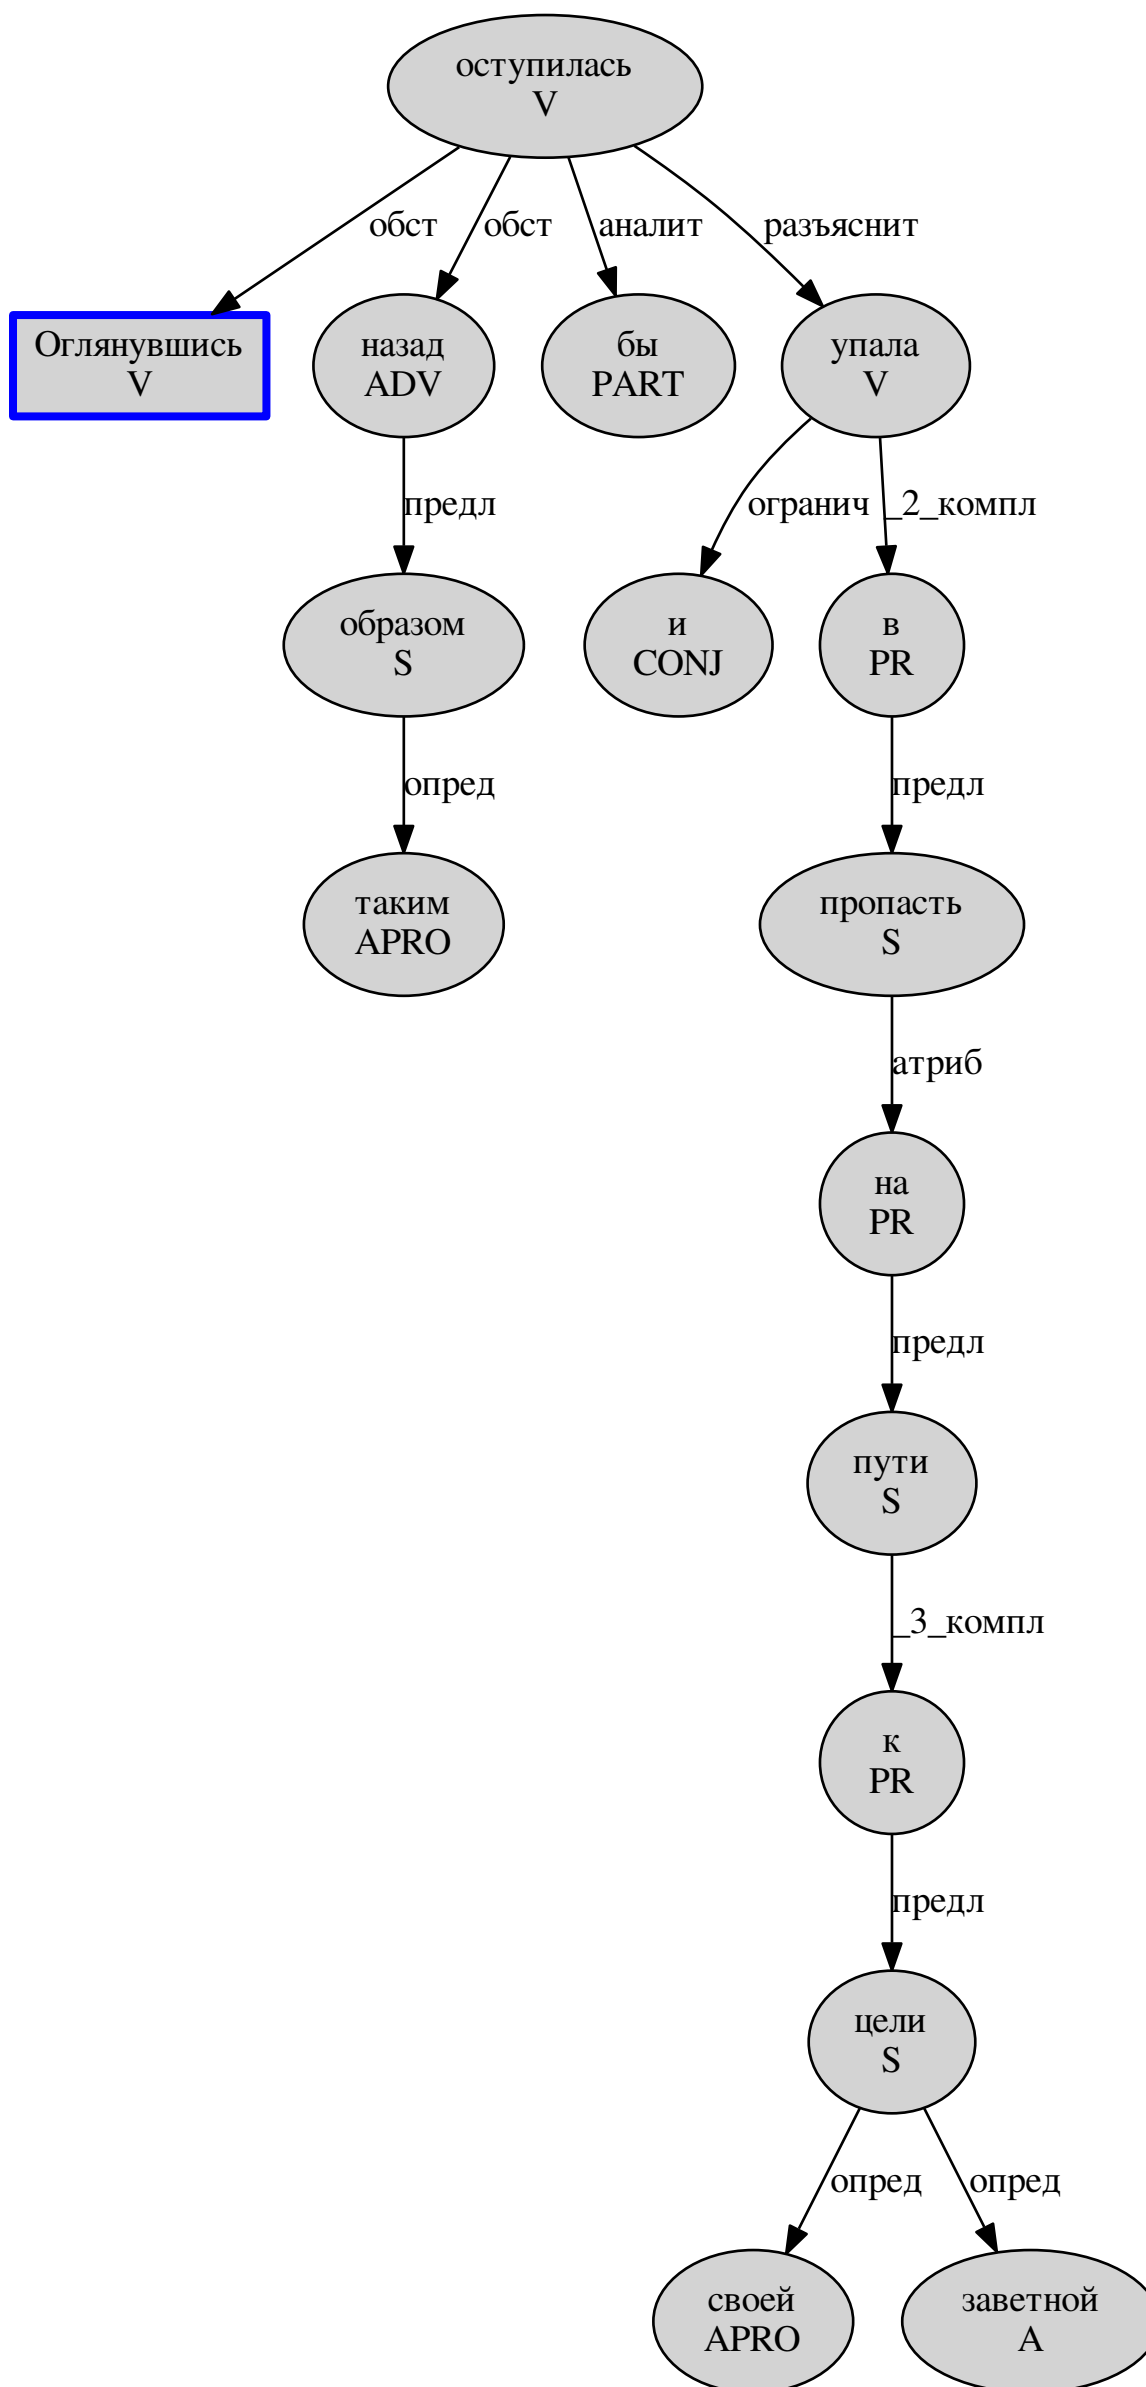 оступилась
V
обст
обст
аналит
разъяснит
Оглянувшись
V
назад
ADV
бы
PART
упала
V
предл
огранич
_2_компл
образом
S
и
CONJ
в
PR
опред
предл
таким
APRO
пропасть
S
атриб
на
PR
предл
пути
S
_3_компл
к
PR
предл
цели
S
опред
опред
своей
APRO
заветной
A